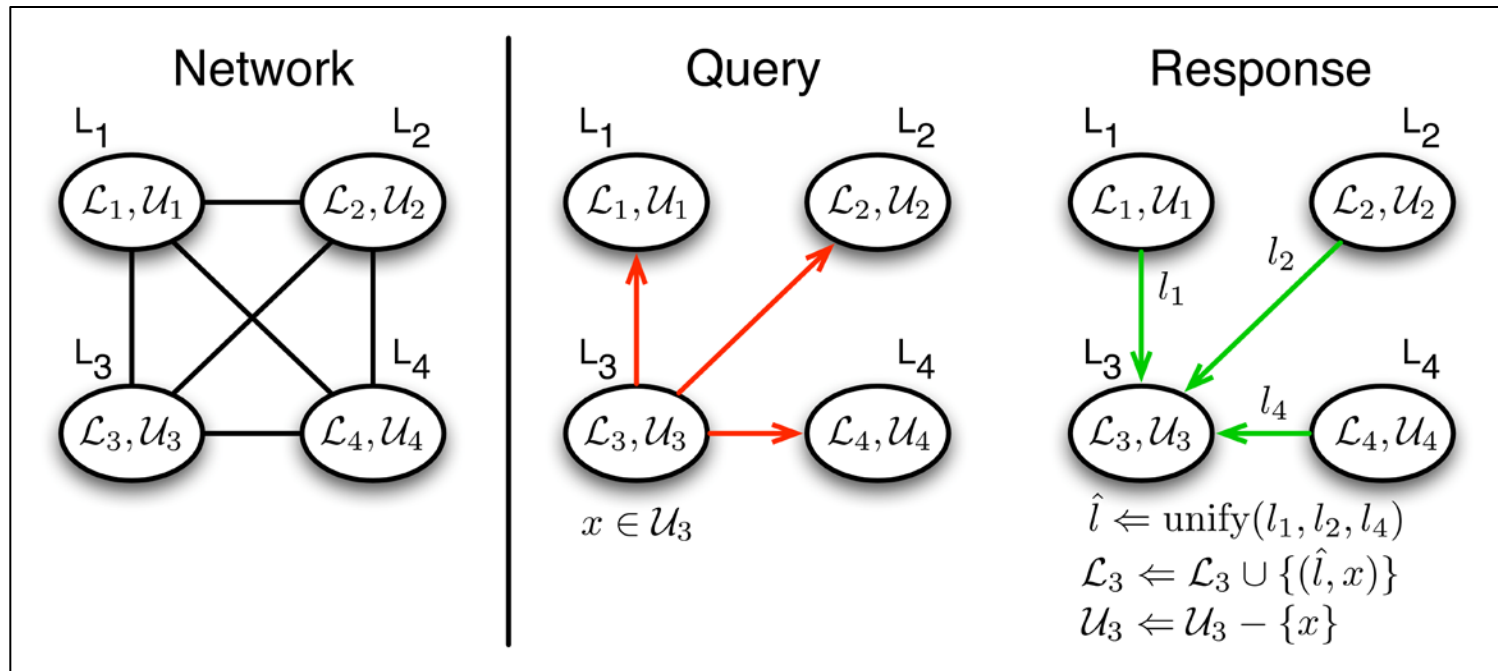 Network
L₁ L₂
ℒ₁, 𝒰₁ ℒ₂, 𝒰₂
L₃ L₄
ℒ₃, 𝒰₃ ℒ₄, 𝒰₄
Query
L₁ L₂
ℒ₁, 𝒰₁ ℒ₂, 𝒰₂
L₃ L₄
ℒ₃, 𝒰₃ ℒ₄, 𝒰₄
x ∈ 𝒰₃
Response
L₁ L₂
ℒ₁, 𝒰₁ ℒ₂, 𝒰₂
l₁ l₂
L₃ L₄
l₄
ℒ₃, 𝒰₃ ℒ₄, 𝒰₄
l̂ ⇐ unify(l₁, l₂, l₄)
ℒ₃ ⇐ ℒ₃ ∪ {(l̂, x)}
𝒰₃ ⇐ 𝒰₃ − {x}